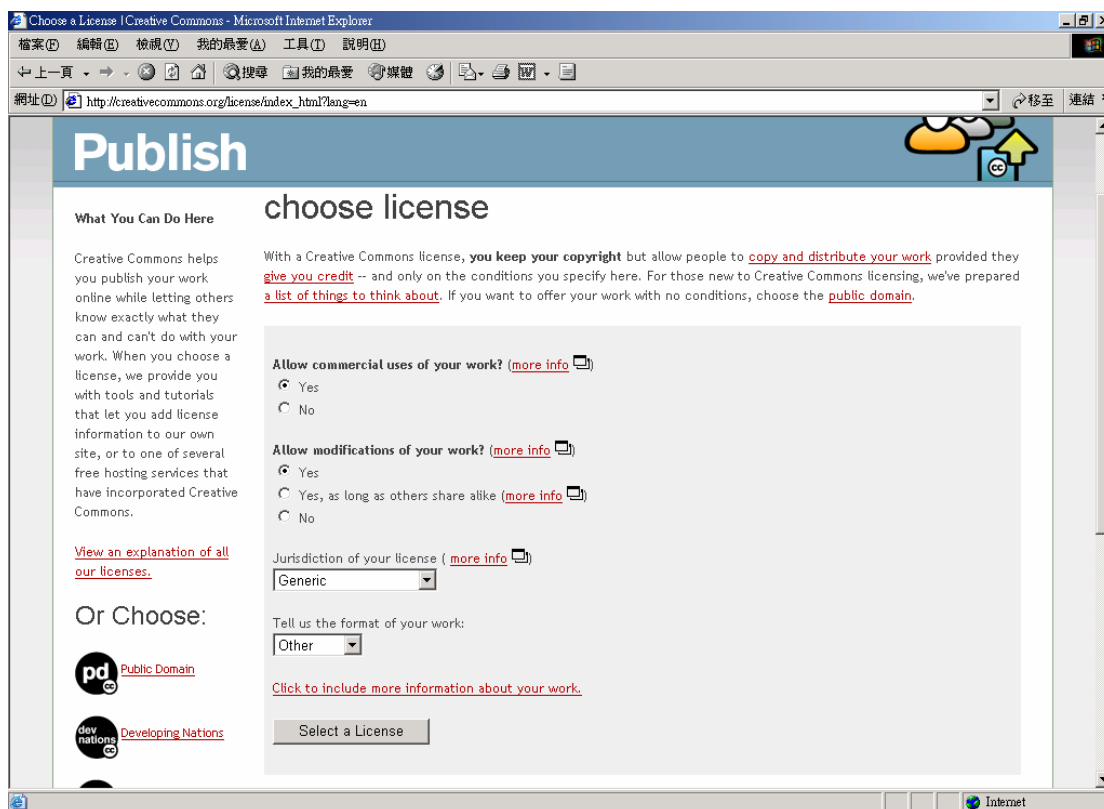 Choose a License | Creative Commons - Microsoft Internet Explorer
檔案(F) 編輯(E) 檢視(V) 我的最愛(A) 工具(T) 說明(H)
上一頁 搜尋 我的最愛 媒體
網址(D) http://creativecommons.org/license/index_html?lang=en 移至 連結
Publish
cc
What You Can Do Here
Creative Commons helps
you publish your work
online while letting others
know exactly what they
can and can't do with your
work. When you choose a
license, we provide you
with tools and tutorials
that let you add license
information to our own
site, or to one of several
free hosting services that
have incorporated Creative
Commons.
View an explanation of all
our licenses.
Or Choose:
pd cc Public Domain
dev nations cc Developing Nations
choose license
With a Creative Commons license, you keep your copyright but allow people to copy and distribute your work provided they
give you credit -- and only on the conditions you specify here. For those new to Creative Commons licensing, we've prepared
a list of things to think about. If you want to offer your work with no conditions, choose the public domain.
Allow commercial uses of your work? (more info)
Yes
No
Allow modifications of your work? (more info)
Yes
Yes, as long as others share alike (more info)
No
Jurisdiction of your license ( more info)
Generic
Tell us the format of your work:
Other
Click to include more information about your work.
Select a License
Internet